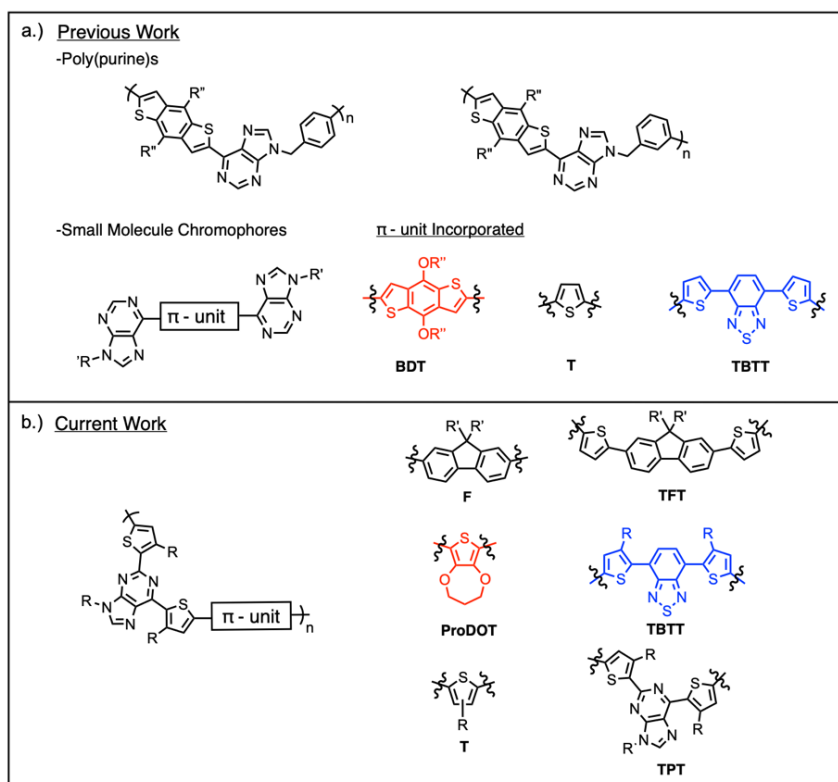 a.) Previous Work
-Poly(purine)s
R''
R''
S
S
N
N
N
N
n
R''
R''
S
S
N
N
N
N
n
-Small Molecule Chromophores
π - unit Incorporated
N
N
N
N
'R
π - unit
N
N
N
N
R'
OR''
S
S
OR''
BDT
S
T
S
S
N
N
S
TBTT
b.) Current Work
R' R'
F
R' R'
S
S
TFT
S
R
N
N
N
N
R
S
R
π - unit
n
S
O
O
ProDOT
R
R
S
S
N
N
S
TBTT
S
R
T
S
R
S
N
N
N
N
R
R'
TPT